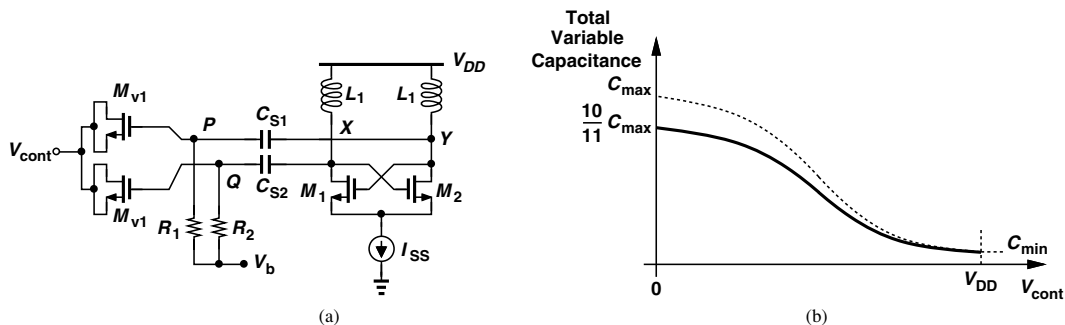 V_DD
L_1
L_1
M_v1
C_S1
P
X
Y
V_cont
Q
C_S2
M_1
M_2
M_v1
R_1
R_2
I_SS
V_b
(a)
Total
Variable
Capacitance
C_max
10/11 C_max
C_min
0
V_DD
V_cont
(b)